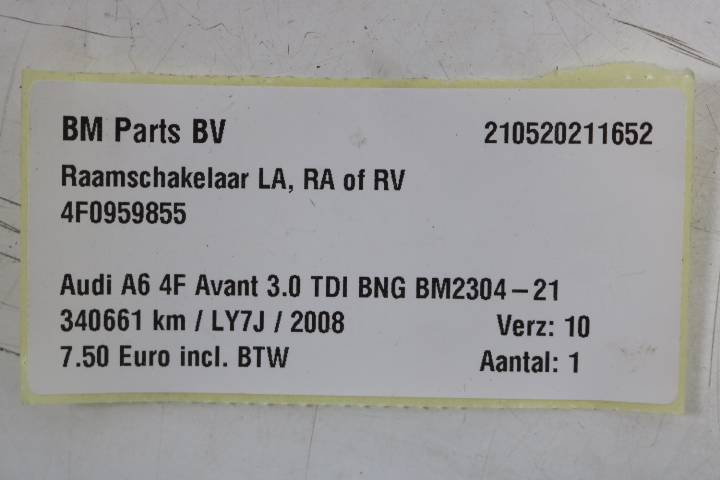 BM Parts BV 210520211652
Raamschakelaar LA, RA of RV
4F0959855
Audi A6 4F Avant 3.0 TDI BNG BM2304-21
340661 km / LY7J / 2008 Verz: 10
7.50 Euro incl. BTW Aantal: 1